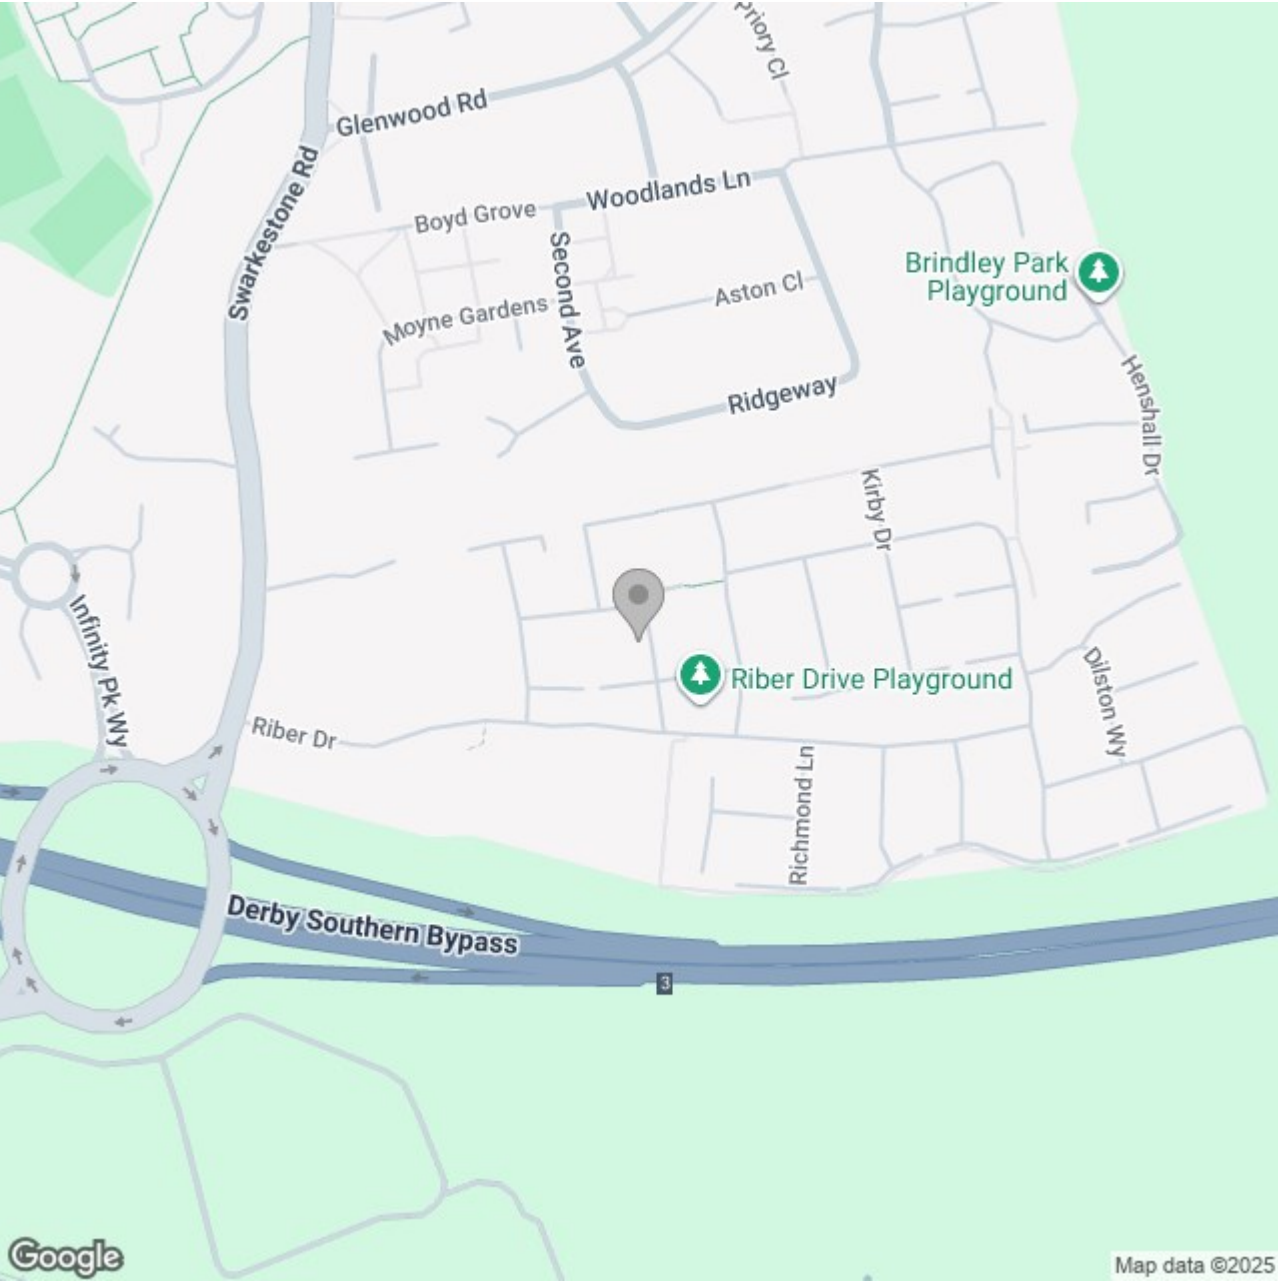 Priory Cl
Glenwood Rd
Swarkestone Rd
Woodlands Ln
Boyd Grove
Second Ave
Brindley Park
Playground
Aston Cl
Moyne Gardens
Henshall Dr
Ridgeway
Kirby Dr
Infinity Pk Wy
Riber Drive Playground
Dilston Wy
Riber Dr
Richmond Ln
Derby Southern Bypass
3
Google
Map data ©2025